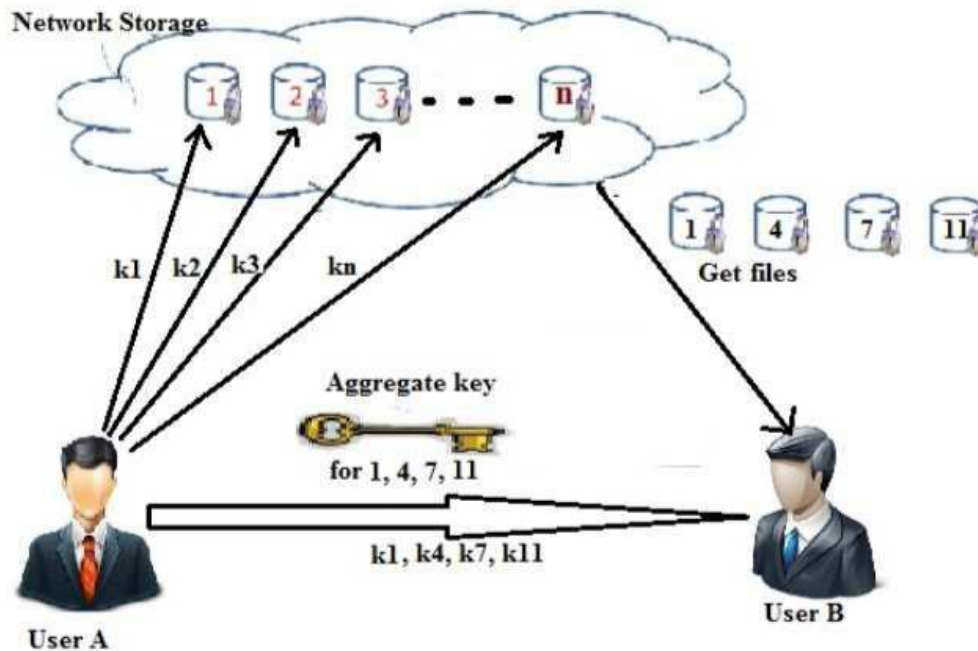 Network Storage
1 2 3 n
1 4 7 11
Get files
k1 k2 k3 kn
Aggregate key
for 1, 4, 7, 11
k1, k4, k7, k11
User A
User B